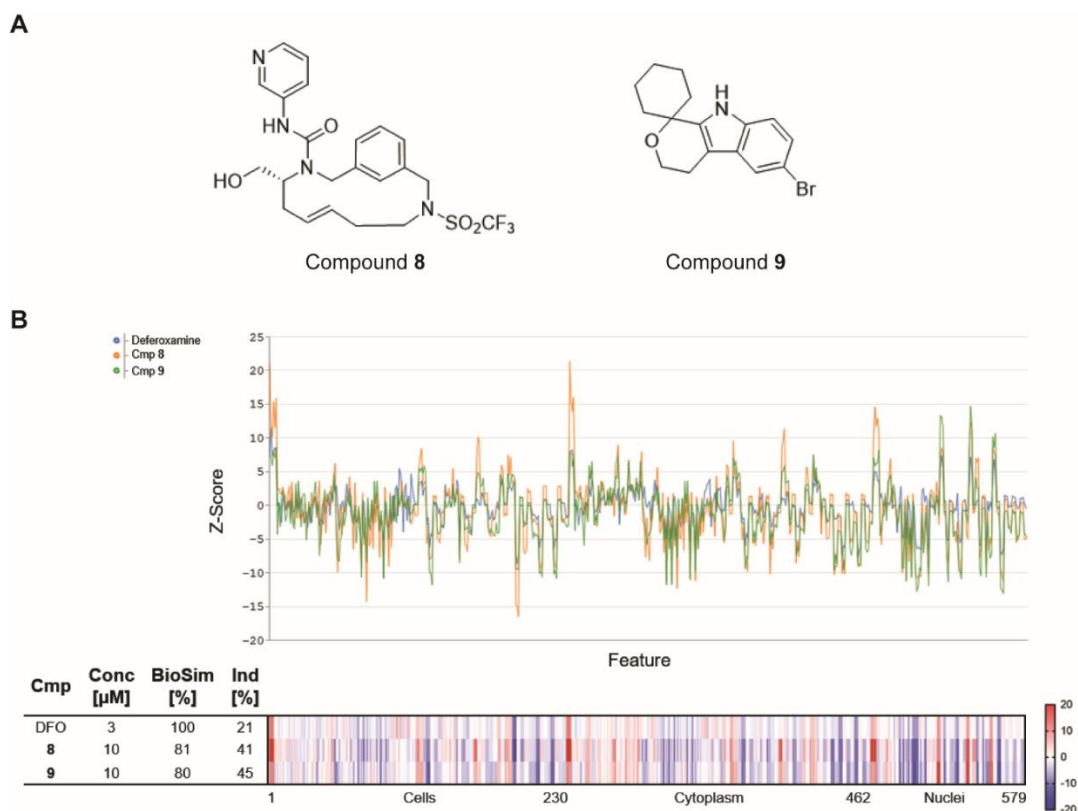 A
N
HN
O
N
HO
N
SO2CF3
Compound 8
H
N
O
Br
Compound 9
B
Deferoxamine
Cmp 8
Cmp 9
25
20
15
10
5
0
−5
−10
−15
−20
Z-Score
Feature
Cmp Conc [µM] BioSim [%] Ind [%]
DFO 3 100 21
8 10 81 41
9 10 80 45
1 Cells 230 Cytoplasm 462 Nuclei 579
20
10
0
-10
-20